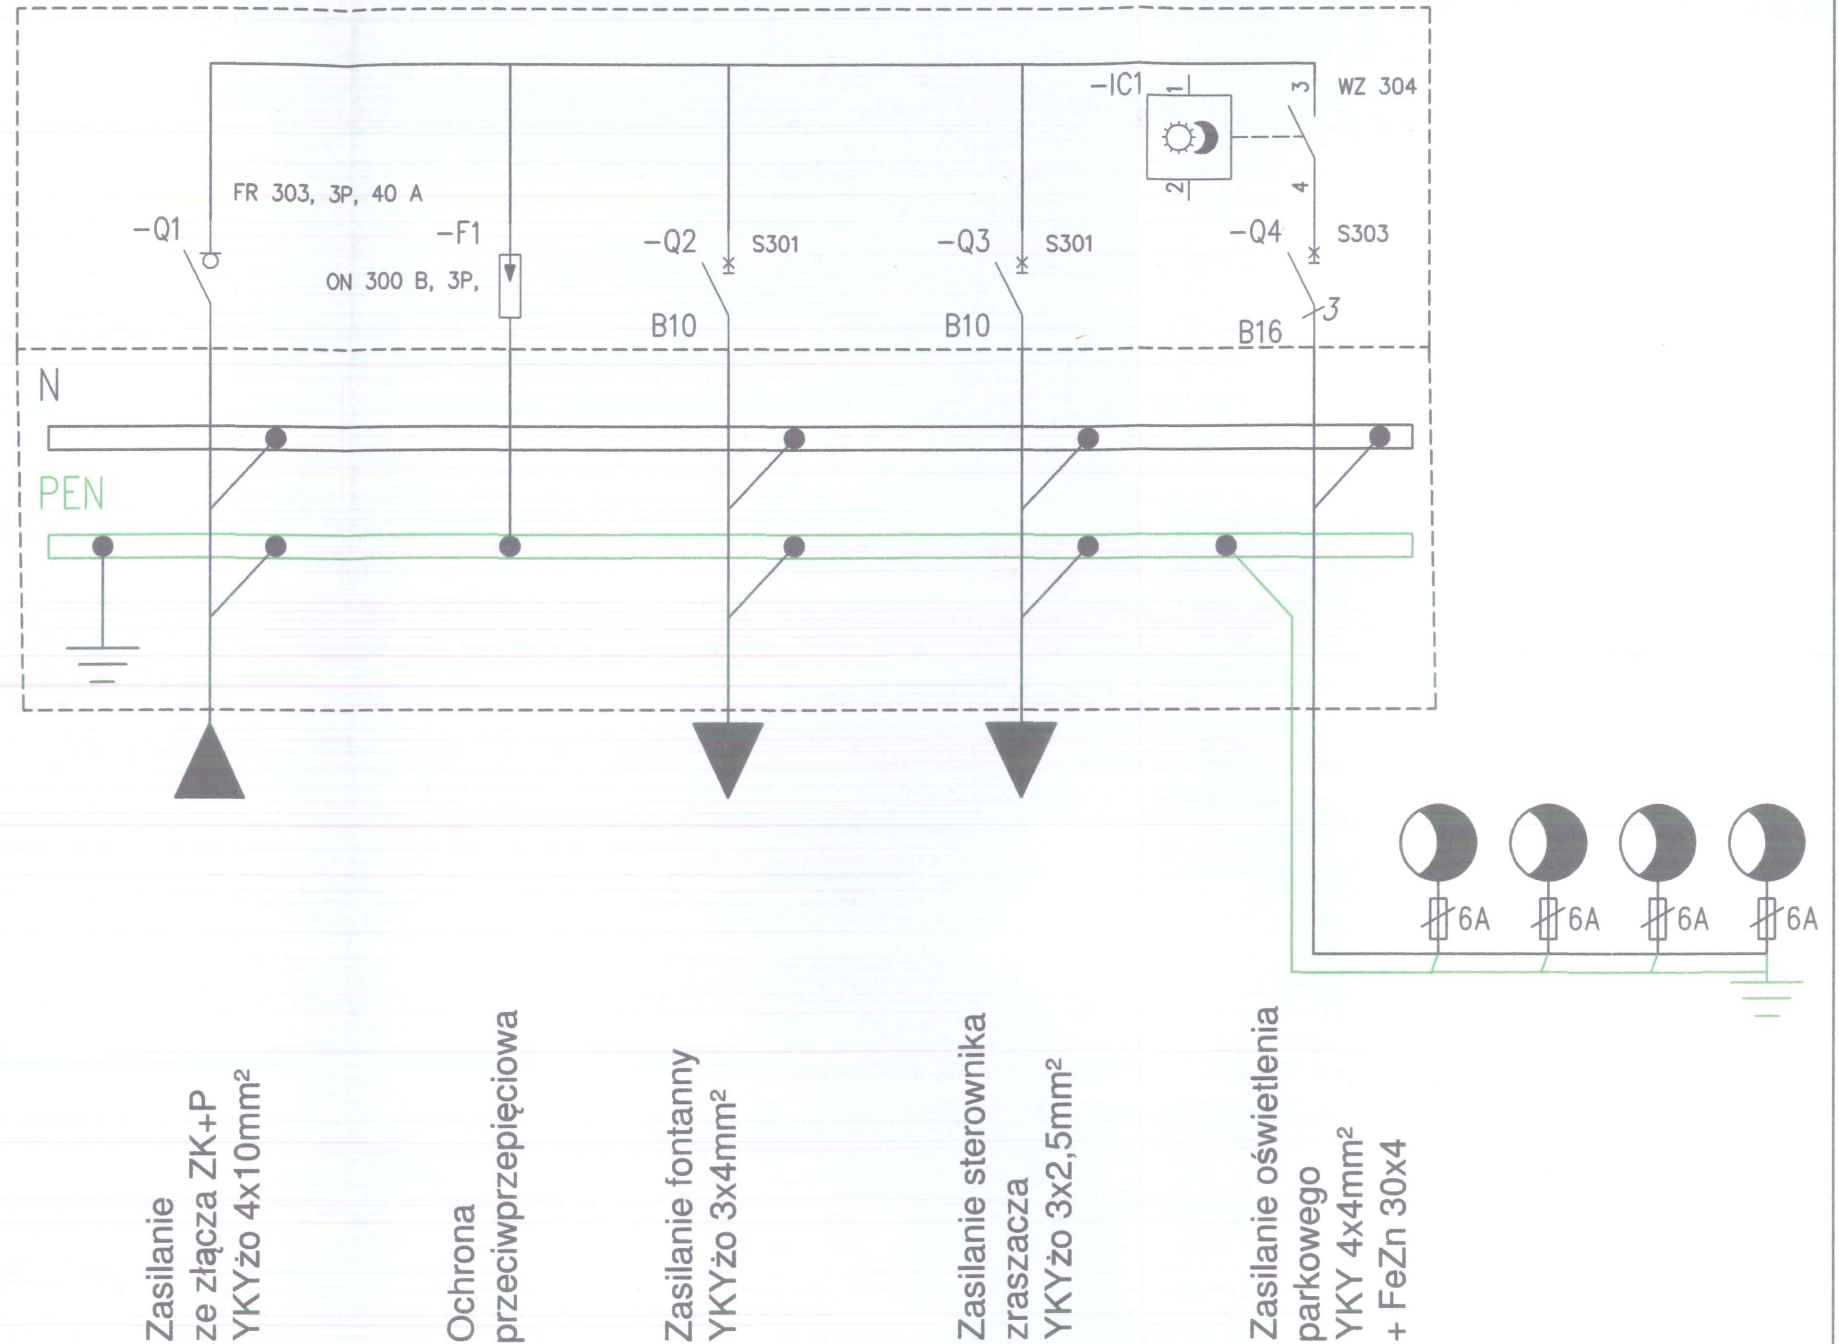 -IC1
1
2
3
WZ 304
4
FR 303, 3P, 40 A
-Q1
-F1
ON 300 B, 3P,
-Q2
S301
B10
-Q3
S301
B10
-Q4
S303
3
B16
N
PEN
6A
6A
6A
6A
Zasilanie
ze złącza ZK+P
YKYżo 4x10mm²
Ochrona
przeciwprzepięciowa
Zasilanie fontanny
YKYżo 3x4mm²
Zasilanie sterownika
zraszacza
YKYżo 3x2,5mm²
Zasilanie oświetlenia
parkowego
YKY 4x4mm²
+ FeZn 30x4